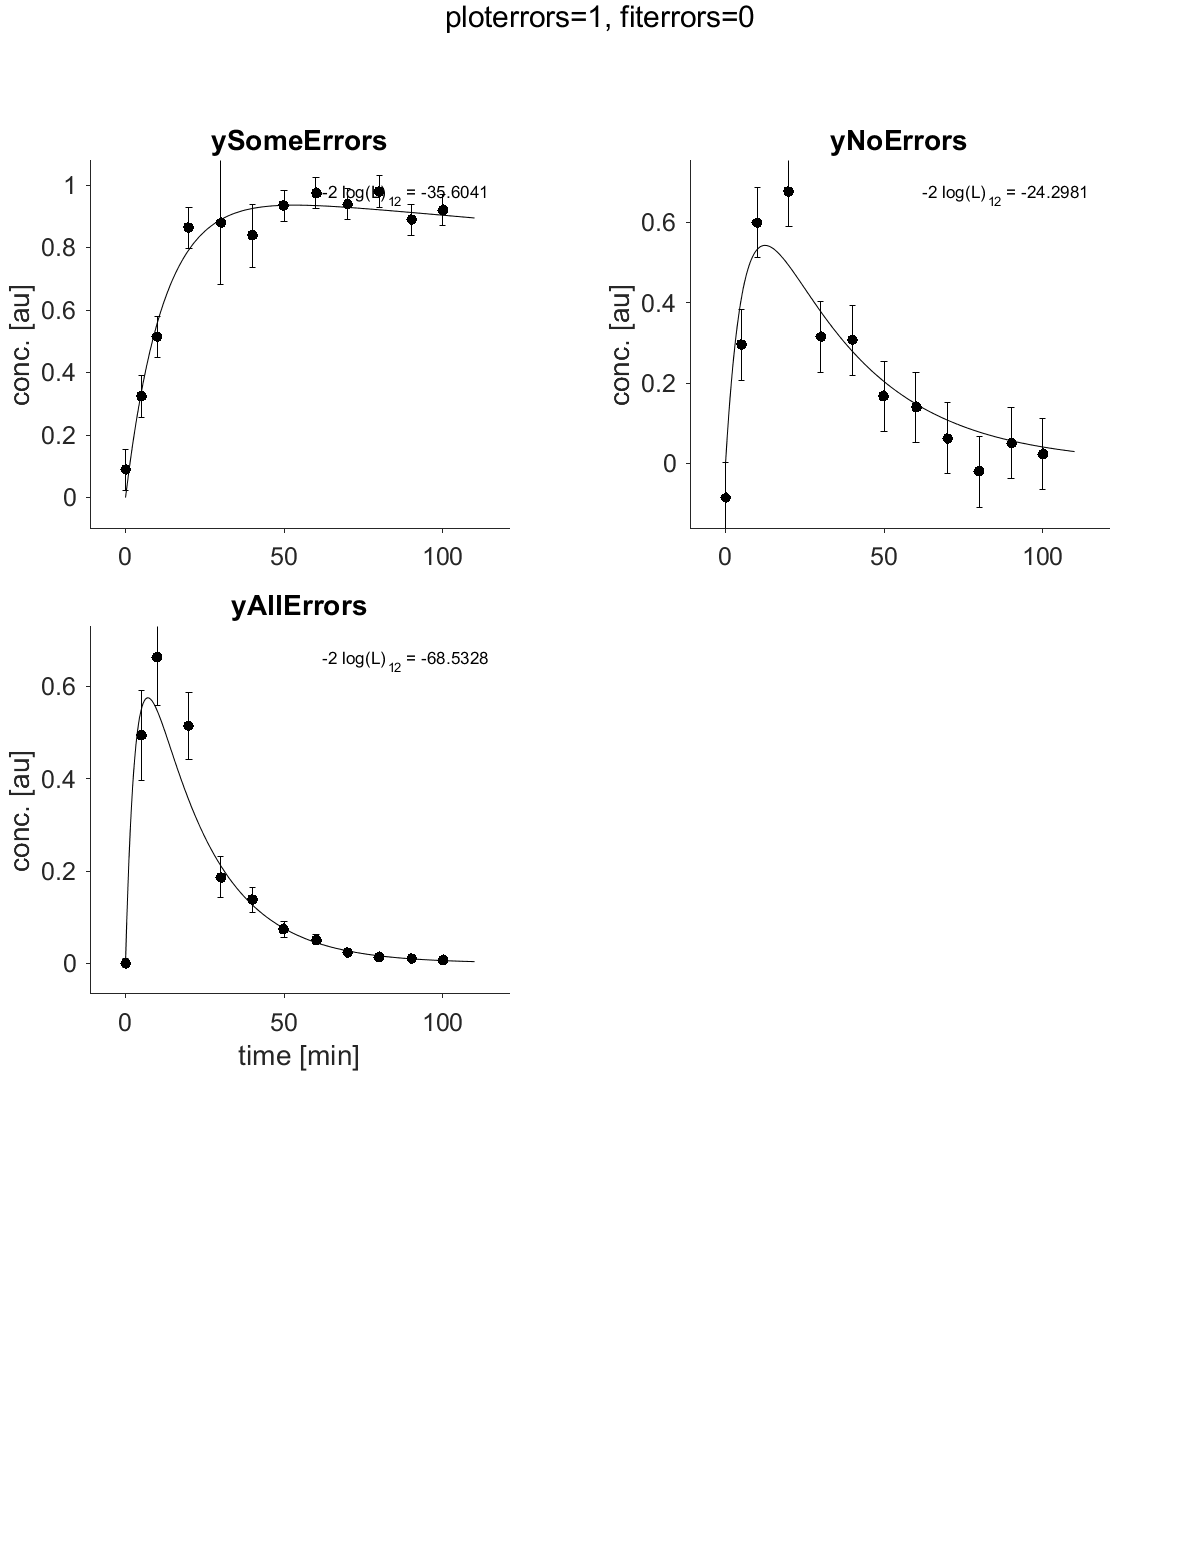 ploterrors=1, fiterrors=0
ySomeErrors
-2 log(L)12 = -35.6041
conc. [au]
1
0.8
0.6
0.4
0.2
0
0 50 100
yNoErrors
-2 log(L)12 = -24.2981
conc. [au]
0.6
0.4
0.2
0
0 50 100
yAllErrors
-2 log(L)12 = -68.5328
conc. [au]
0.6
0.4
0.2
0
0 50 100
time [min]